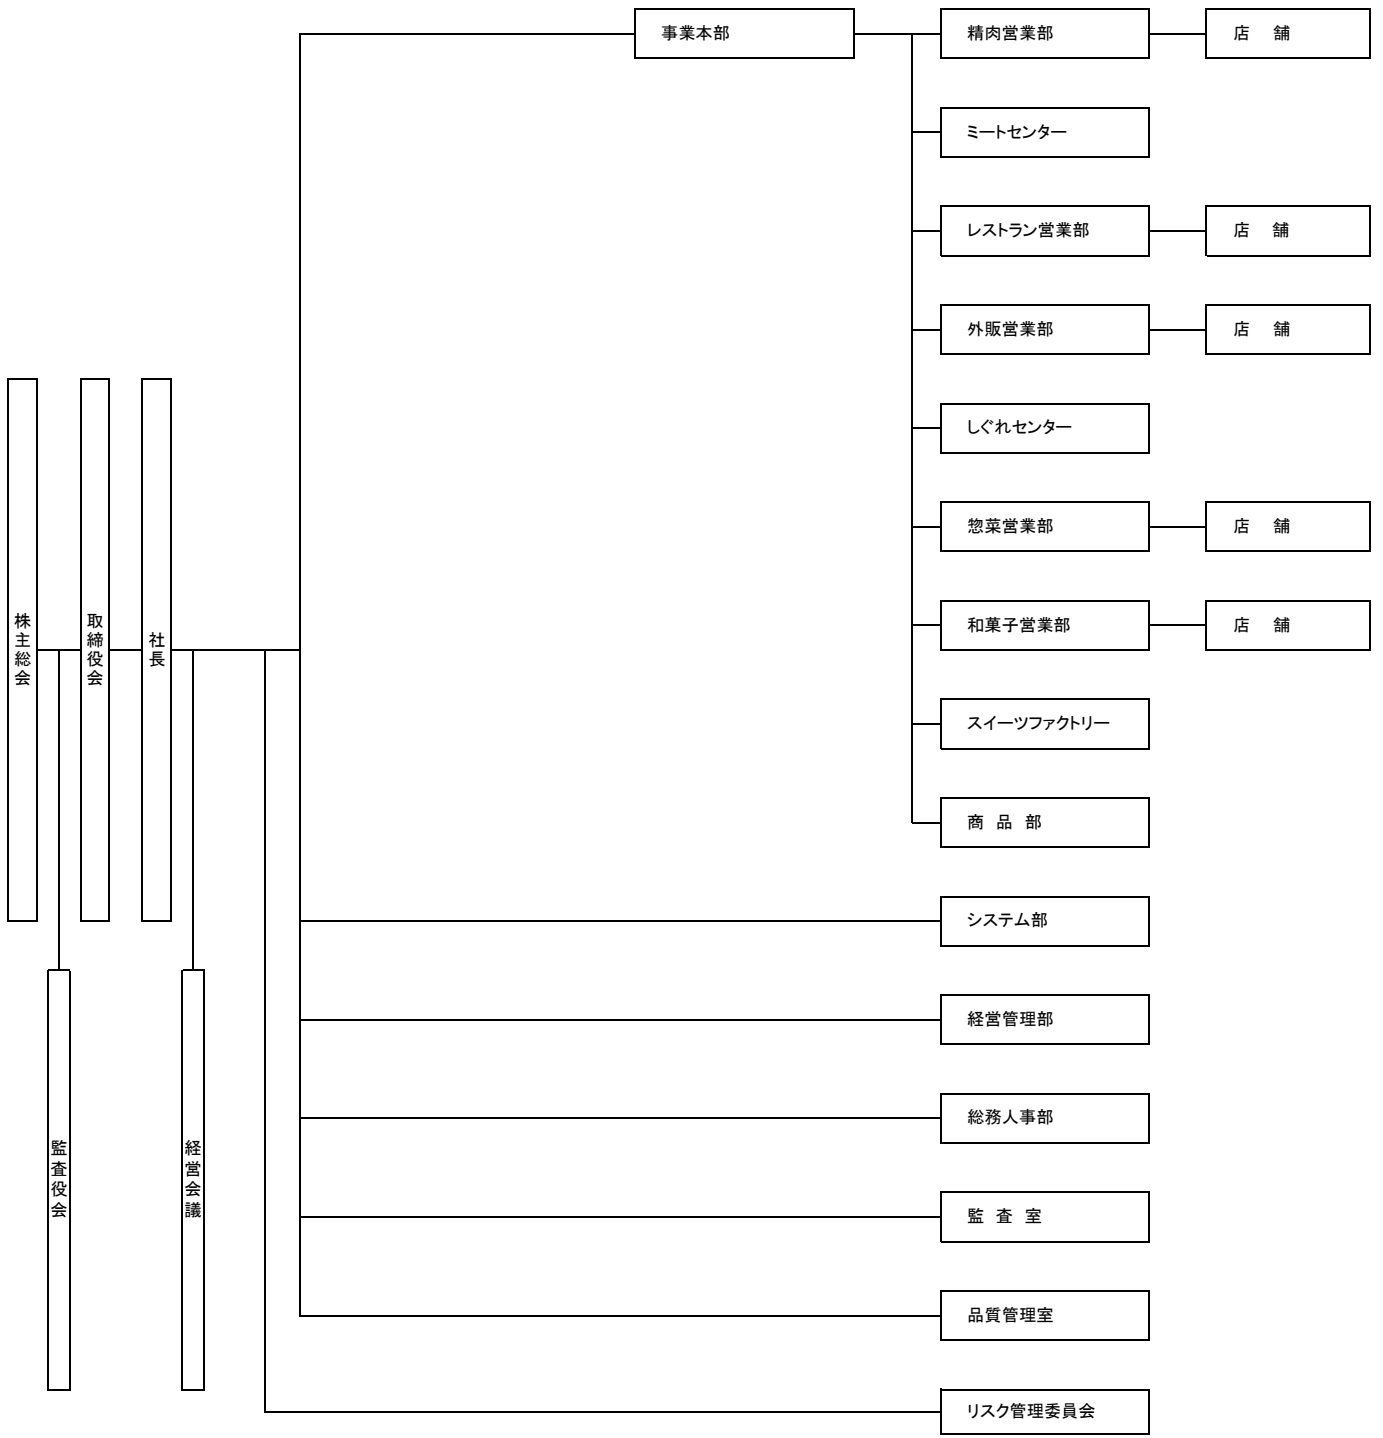 事業本部
精肉営業部
店　舗
ミートセンター
レストラン営業部
店　舗
外販営業部
店　舗
しぐれセンター
惣菜営業部
店　舗
株主総会
取締役会
社長
和菓子営業部
店　舗
スイーツファクトリー
商 品 部
システム部
経営管理部
総務人事部
監査役会
経営会議
監 査 室
品質管理室
リスク管理委員会